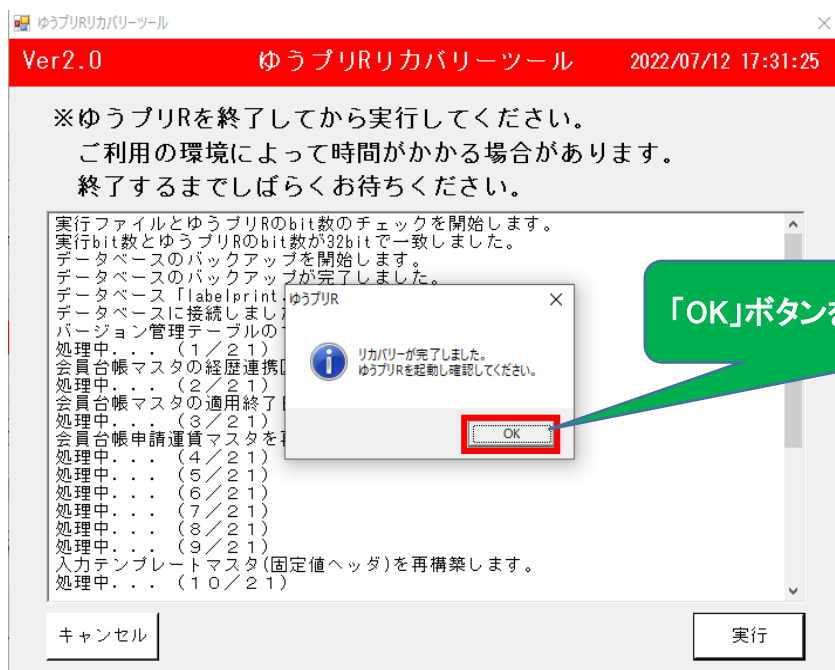 ゆうプリRリカバリーツール
Ver2.0 ゆうプリRリカバリーツール 2022/07/12 17:31:25
※ゆうプリRを終了してから実行してください。
ご利用の環境によって時間がかかる場合があります。
終了するまでしばらくお待ちください。
実行ファイルとゆうプリRのbit数のチェックを開始します。
実行bit数とゆうプリRのbit数が32bitで一致しました。
データベースのバックアップを開始します。
データベースのバックアップが完了しました。
データベース「labelprint.
データベースに接続しました
バージョン管理テーブルの
処理中...（1／21）
会員台帳マスタの経歴連携
処理中...（2／21）
会員台帳マスタの適用終了
処理中...（3／21）
会員台帳申請運賃マスタを
処理中...（4／21）
処理中...（5／21）
処理中...（6／21）
処理中...（7／21）
処理中...（8／21）
処理中...（9／21）
入力テンプレートマスタ(固定値ヘッダ)を再構築します。
処理中...（10／21）
ゆうプリR
リカバリーが完了しました。
ゆうプリRを起動し確認してください。
OK
「OK」ボタンを
キャンセル
実行